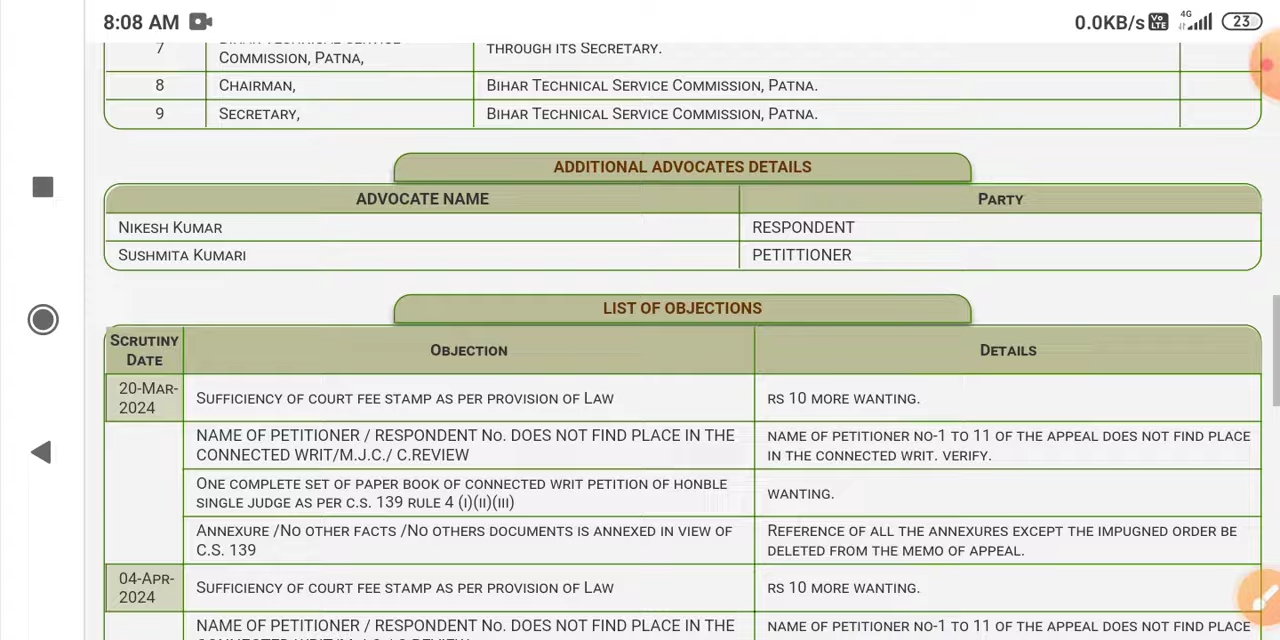 8:08 AM
0.0KB/s Vo LTE 4G 23
7
COMMISSION, PATNA,
THROUGH ITS SECRETARY.
8 CHAIRMAN, BIHAR TECHNICAL SERVICE COMMISSION, PATNA.
9 SECRETARY, BIHAR TECHNICAL SERVICE COMMISSION, PATNA.
ADDITIONAL ADVOCATES DETAILS
ADVOCATE NAME PARTY
NIKESH KUMAR RESPONDENT
SUSHMITA KUMARI PETITTIONER
LIST OF OBJECTIONS
SCRUTINY
DATE
OBJECTION
DETAILS
20-MAR-
2024
SUFFICIENCY OF COURT FEE STAMP AS PER PROVISION OF LAW
RS 10 MORE WANTING.
NAME OF PETITIONER / RESPONDENT NO. DOES NOT FIND PLACE IN THE
CONNECTED WRIT/M.J.C./ C.REVIEW
NAME OF PETITIONER NO-1 TO 11 OF THE APPEAL DOES NOT FIND PLACE
IN THE CONNECTED WRIT. VERIFY.
ONE COMPLETE SET OF PAPER BOOK OF CONNECTED WRIT PETITION OF HONBLE
SINGLE JUDGE AS PER C.S. 139 RULE 4 (I)(II)(III)
WANTING.
ANNEXURE /NO OTHER FACTS /NO OTHERS DOCUMENTS IS ANNEXED IN VIEW OF
C.S. 139
REFERENCE OF ALL THE ANNEXURES EXCEPT THE IMPUGNED ORDER BE
DELETED FROM THE MEMO OF APPEAL.
04-APR-
2024
SUFFICIENCY OF COURT FEE STAMP AS PER PROVISION OF LAW
RS 10 MORE WANTING.
NAME OF PETITIONER / RESPONDENT NO. DOES NOT FIND PLACE IN THE
NAME OF PETITIONER NO-1 TO 11 OF THE APPEAL DOES NOT FIND PLACE